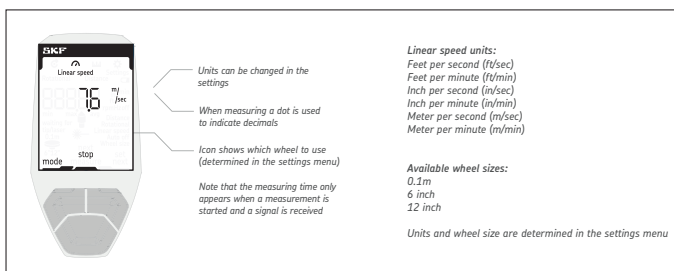 SKF
Linear speed
7.6 m/
/sec
stop
mode
Units can be changed in the
settings
When measuring a dot is used
to indicate decimals
Icon shows which wheel to use
(determined in the settings menu)
Note that the measuring time only
appears when a measurement is
started and a signal is received
Linear speed units:
Feet per second (ft/sec)
Feet per minute (ft/min)
Inch per second (in/sec)
Inch per minute (in/min)
Meter per second (m/sec)
Meter per minute (m/min)
Available wheel sizes:
0.1m
6 inch
12 inch
Units and wheel size are determined in the settings menu